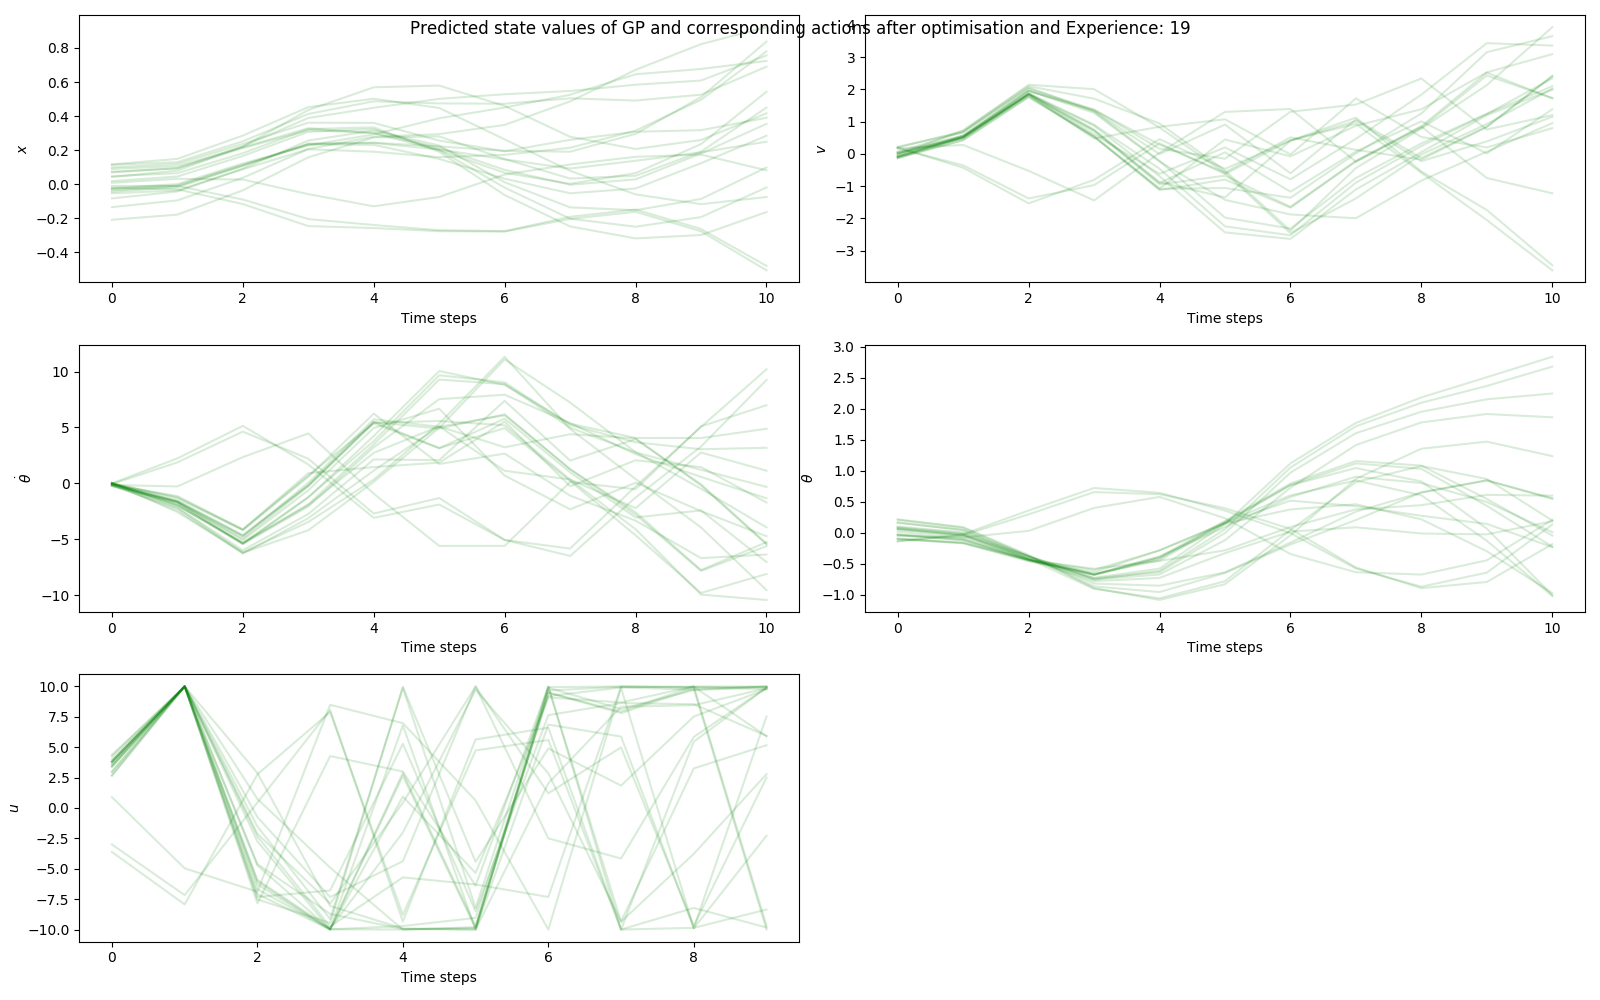 Predicted state values of GP and corresponding actions after optimisation and Experience: 19
0.8
0.6
0.4
0.2
0.0
−0.2
−0.4
x
0 2 4 6 8 10
Time steps
4
3
2
1
0
−1
−2
−3
v
0 2 4 6 8 10
Time steps
10
5
0
−5
−10
θ̇
0 2 4 6 8 10
Time steps
3.0
2.5
2.0
1.5
1.0
0.5
0.0
−0.5
−1.0
θ
0 2 4 6 8 10
Time steps
10.0
7.5
5.0
2.5
0.0
−2.5
−5.0
−7.5
−10.0
u
0 2 4 6 8
Time steps